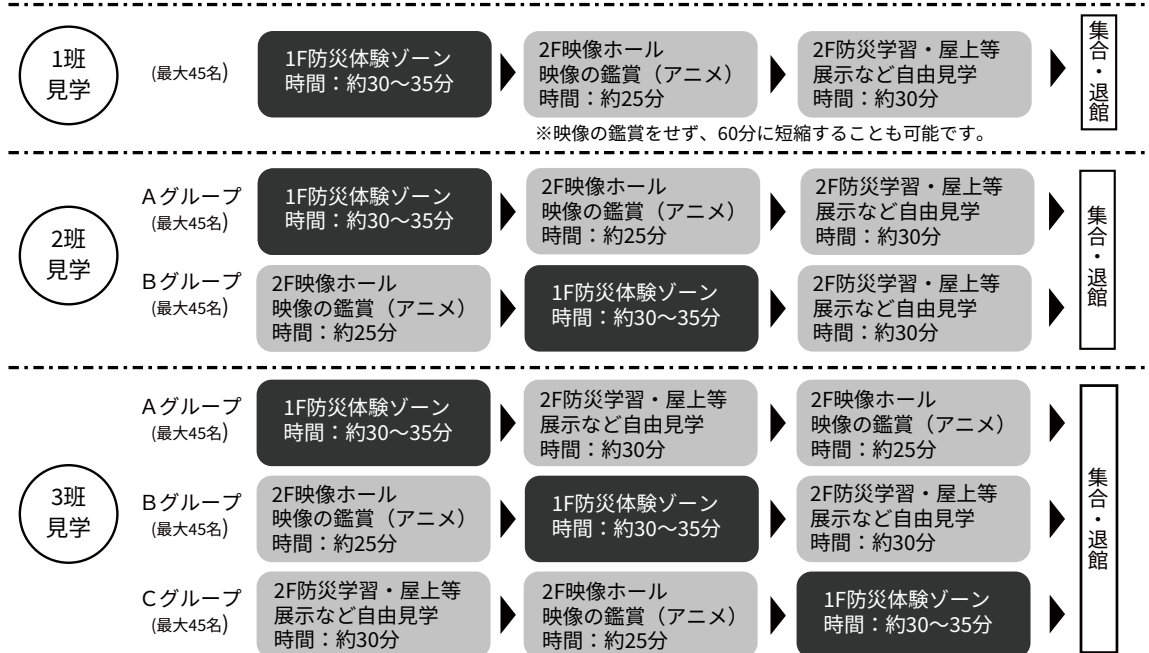 1班
見学
(最大45名)
1F防災体験ゾーン
時間：約30～35分
2F映像ホール
映像の鑑賞（アニメ）
時間：約25分
2F防災学習・屋上等
展示など自由見学
時間：約30分
集合・退館
※映像の鑑賞をせず、60分に短縮することも可能です。
2班
見学
Aグループ
(最大45名)
1F防災体験ゾーン
時間：約30～35分
2F映像ホール
映像の鑑賞（アニメ）
時間：約25分
2F防災学習・屋上等
展示など自由見学
時間：約30分
Bグループ
(最大45名)
2F映像ホール
映像の鑑賞（アニメ）
時間：約25分
1F防災体験ゾーン
時間：約30～35分
2F防災学習・屋上等
展示など自由見学
時間：約30分
集合・退館
3班
見学
Aグループ
(最大45名)
1F防災体験ゾーン
時間：約30～35分
2F防災学習・屋上等
展示など自由見学
時間：約30分
2F映像ホール
映像の鑑賞（アニメ）
時間：約25分
Bグループ
(最大45名)
2F映像ホール
映像の鑑賞（アニメ）
時間：約25分
1F防災体験ゾーン
時間：約30～35分
2F防災学習・屋上等
展示など自由見学
時間：約30分
Cグループ
(最大45名)
2F防災学習・屋上等
展示など自由見学
時間：約30分
2F映像ホール
映像の鑑賞（アニメ）
時間：約25分
1F防災体験ゾーン
時間：約30～35分
集合・退館